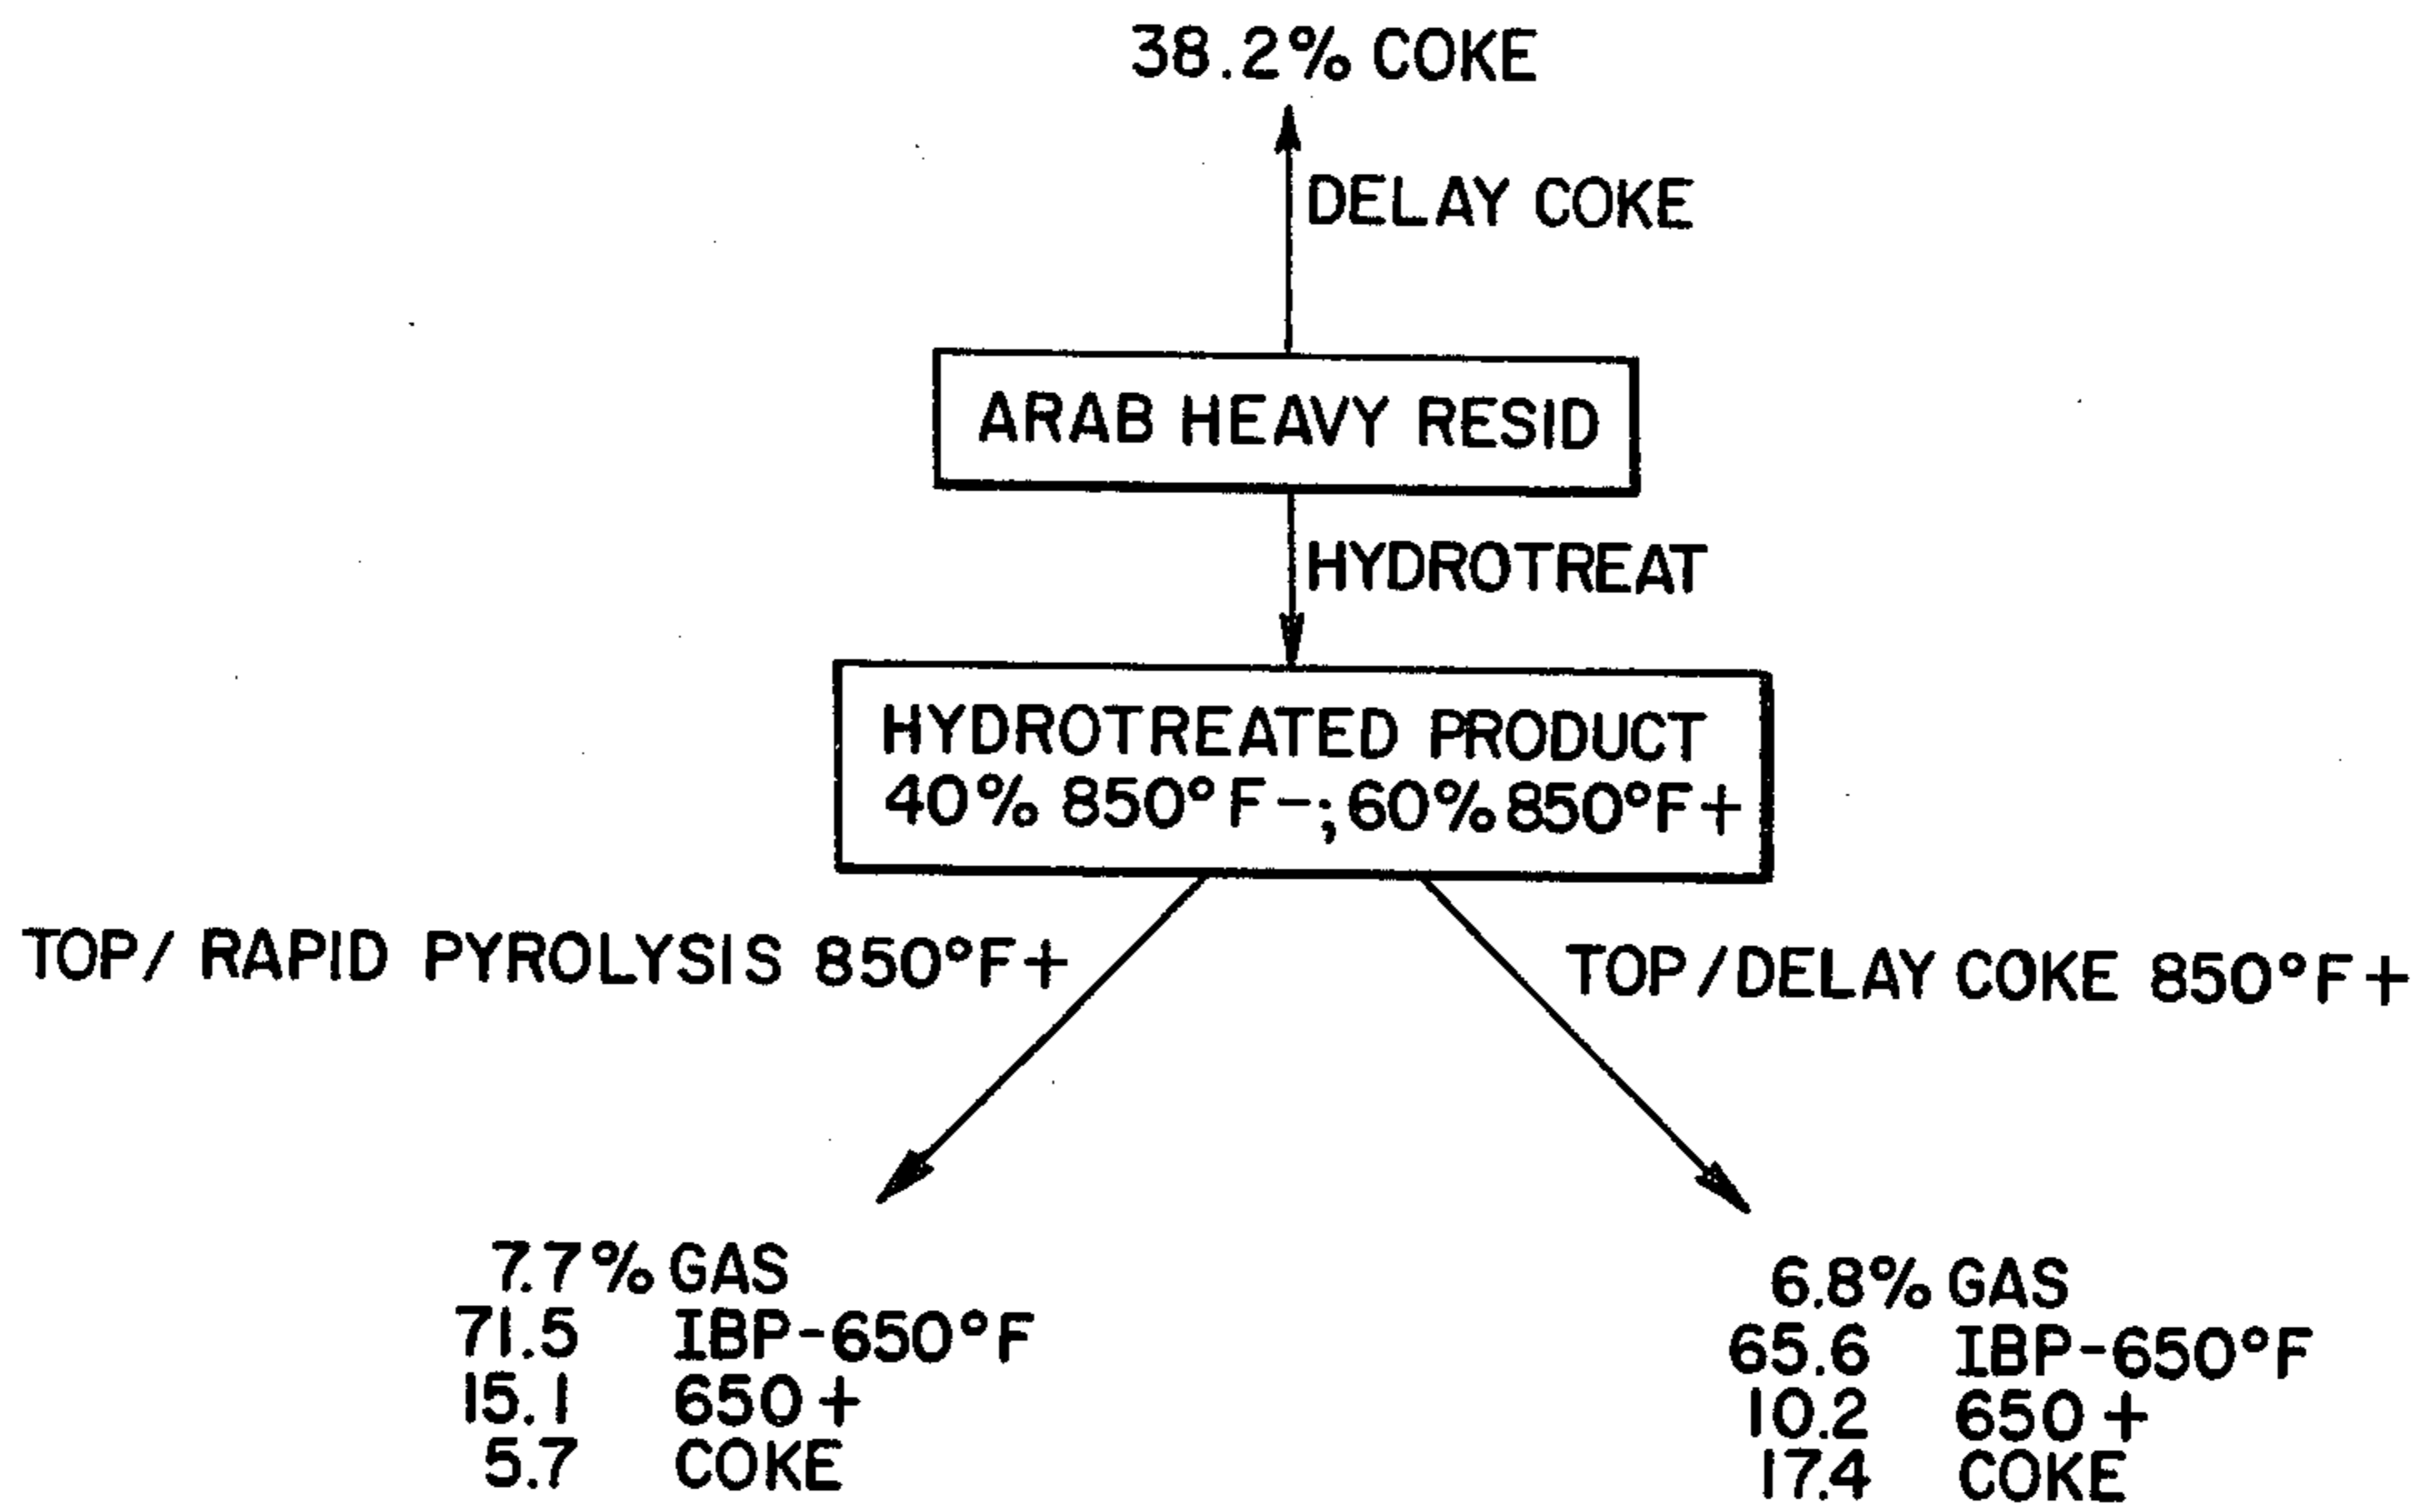 38.2% COKE
DELAY COKE
ARAB HEAVY RESID
HYDROTREAT
HYDROTREATED PRODUCT
40% 850°F-; 60% 850°F+
TOP/ RAPID PYROLYSIS 850°F+
TOP/DELAY COKE 850°F+
7.7% GAS
71.5 IBP-650°F
15.1 650+
5.7 COKE
6.8% GAS
65.6 IBP-650°F
10.2 650+
17.4 COKE